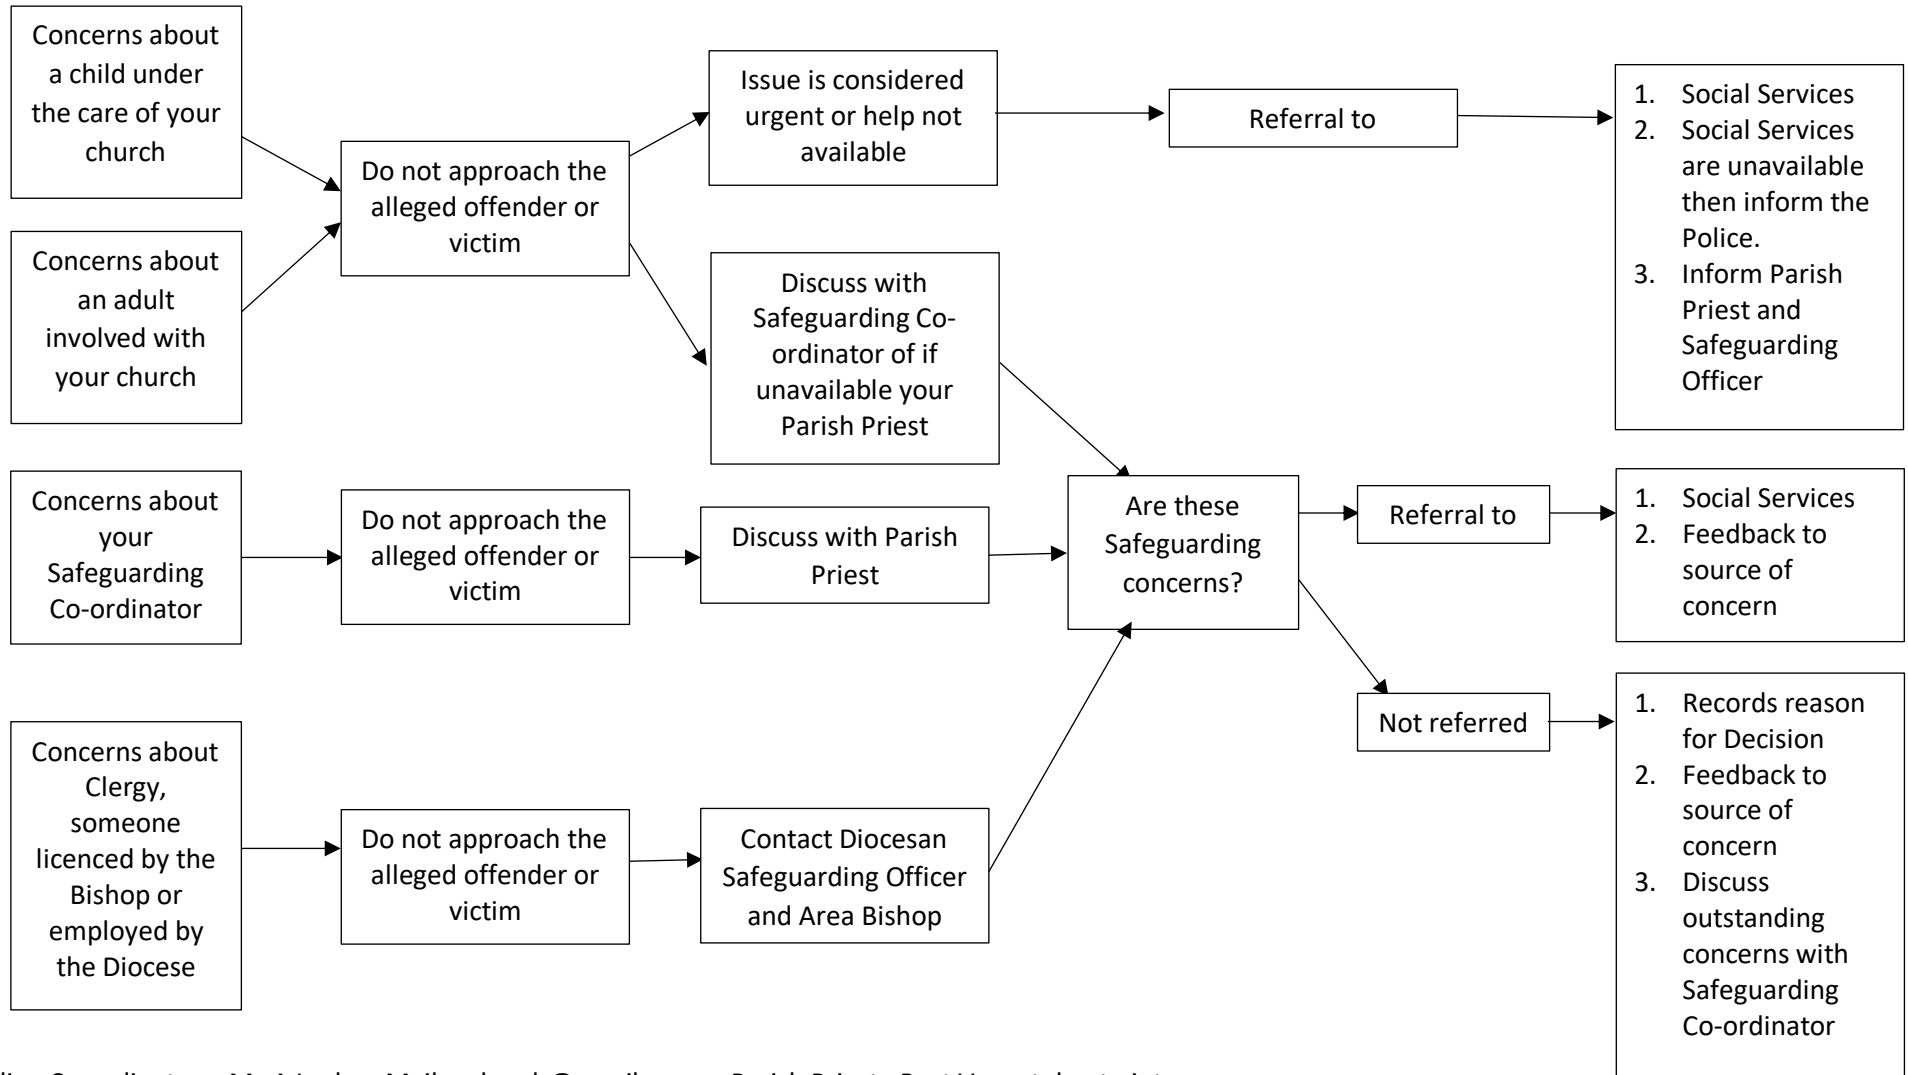 Concerns about
a child under
the care of your
church
Concerns about
an adult
involved with
your church
Do not approach the
alleged offender or
victim
Issue is considered
urgent or help not
available
Referral to
1. Social Services
2. Social Services
are unavailable
then inform the
Police.
3. Inform Parish
Priest and
Safeguarding
Officer
Discuss with
Safeguarding Co-
ordinator of if
unavailable your
Parish Priest
Concerns about
your
Safeguarding
Co-ordinator
Do not approach the
alleged offender or
victim
Discuss with Parish
Priest
Are these
Safeguarding
concerns?
Referral to
1. Social Services
2. Feedback to
source of
concern
Not referred
1. Records reason
for Decision
2. Feedback to
source of
concern
3. Discuss
outstanding
concerns with
Safeguarding
Co-ordinator
Concerns about
Clergy,
someone
licenced by the
Bishop or
employed by
the Diocese
Do not approach the
alleged offender or
victim
Contact Diocesan
Safeguarding Officer
and Area Bishop